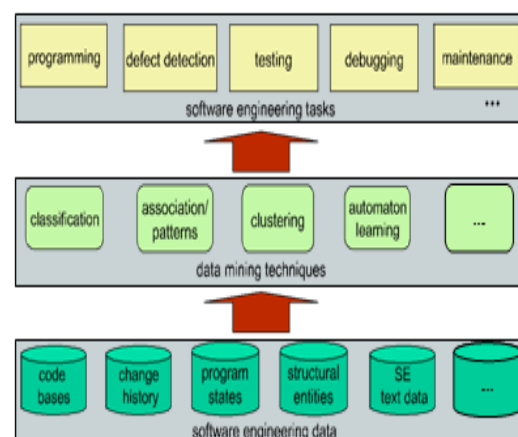 programming
defect detection
testing
debugging
maintenance
...
software engineering tasks
classification
association/
patterns
clustering
automaton
learning
...
data mining techniques
code
bases
change
history
program
states
structural
entities
SE
text data
...
software engineering data